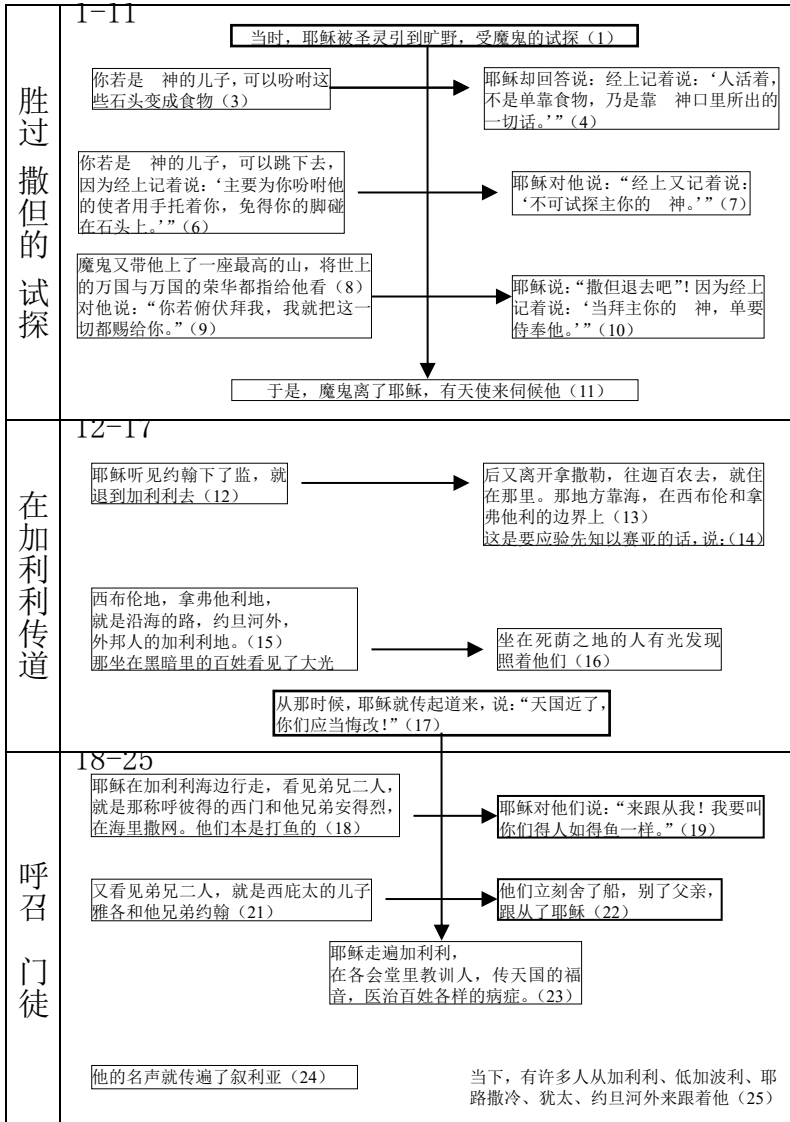 胜过 撒但的 试探
1-11
当时，耶稣被圣灵引到旷野，受魔鬼的试探（1）
你若是　神的儿子，可以吩咐这
些石头变成食物（3）
耶稣却回答说：经上记着说：‘人活着，
不是单靠食物，乃是靠　神口里所出的
一切话。’”（4）
你若是　神的儿子，可以跳下去，
因为经上记着说：‘主要为你吩咐他
的使者用手托着你，免得你的脚碰
在石头上。’”（6）
耶稣对他说：“经上又记着说：
‘不可试探主你的　神。’”（7）
魔鬼又带他上了一座最高的山，将世上
的万国与万国的荣华都指给他看（8）
对他说：“你若俯伏拜我，我就把这一
切都赐给你。”（9）
耶稣说：“撒但退去吧”！因为经上
记着说：‘当拜主你的　神，单要
侍奉他。’”（10）
于是，魔鬼离了耶稣，有天使来伺候他（11）
在加利利传道
12-17
耶稣听见约翰下了监，就
退到加利利去（12）
后又离开拿撒勒，往迦百农去，就住
在那里。那地方靠海，在西布伦和拿
弗他利的边界上（13）
这是要应验先知以赛亚的话，说：（14）
西布伦地，拿弗他利地，
就是沿海的路，约旦河外，
外邦人的加利利地。（15）
那坐在黑暗里的百姓看见了大光
坐在死荫之地的人有光发现
照着他们（16）
从那时候，耶稣就传起道来，说：“天国近了，
你们应当悔改！”（17）
呼召 门徒
18-25
耶稣在加利利海边行走，看见弟兄二人，
就是那称呼彼得的西门和他兄弟安得烈，
在海里撒网。他们本是打鱼的（18）
耶稣对他们说：“来跟从我！我要叫
你们得人如得鱼一样。”（19）
又看见弟兄二人，就是西庇太的儿子
雅各和他兄弟约翰（21）
他们立刻舍了船，别了父亲，
跟从了耶稣（22）
耶稣走遍加利利，
在各会堂里教训人，传天国的福
音，医治百姓各样的病症。（23）
他的名声就传遍了叙利亚（24）
当下，有许多人从加利利、低加波利、耶
路撒冷、犹太、约旦河外来跟着他（25）